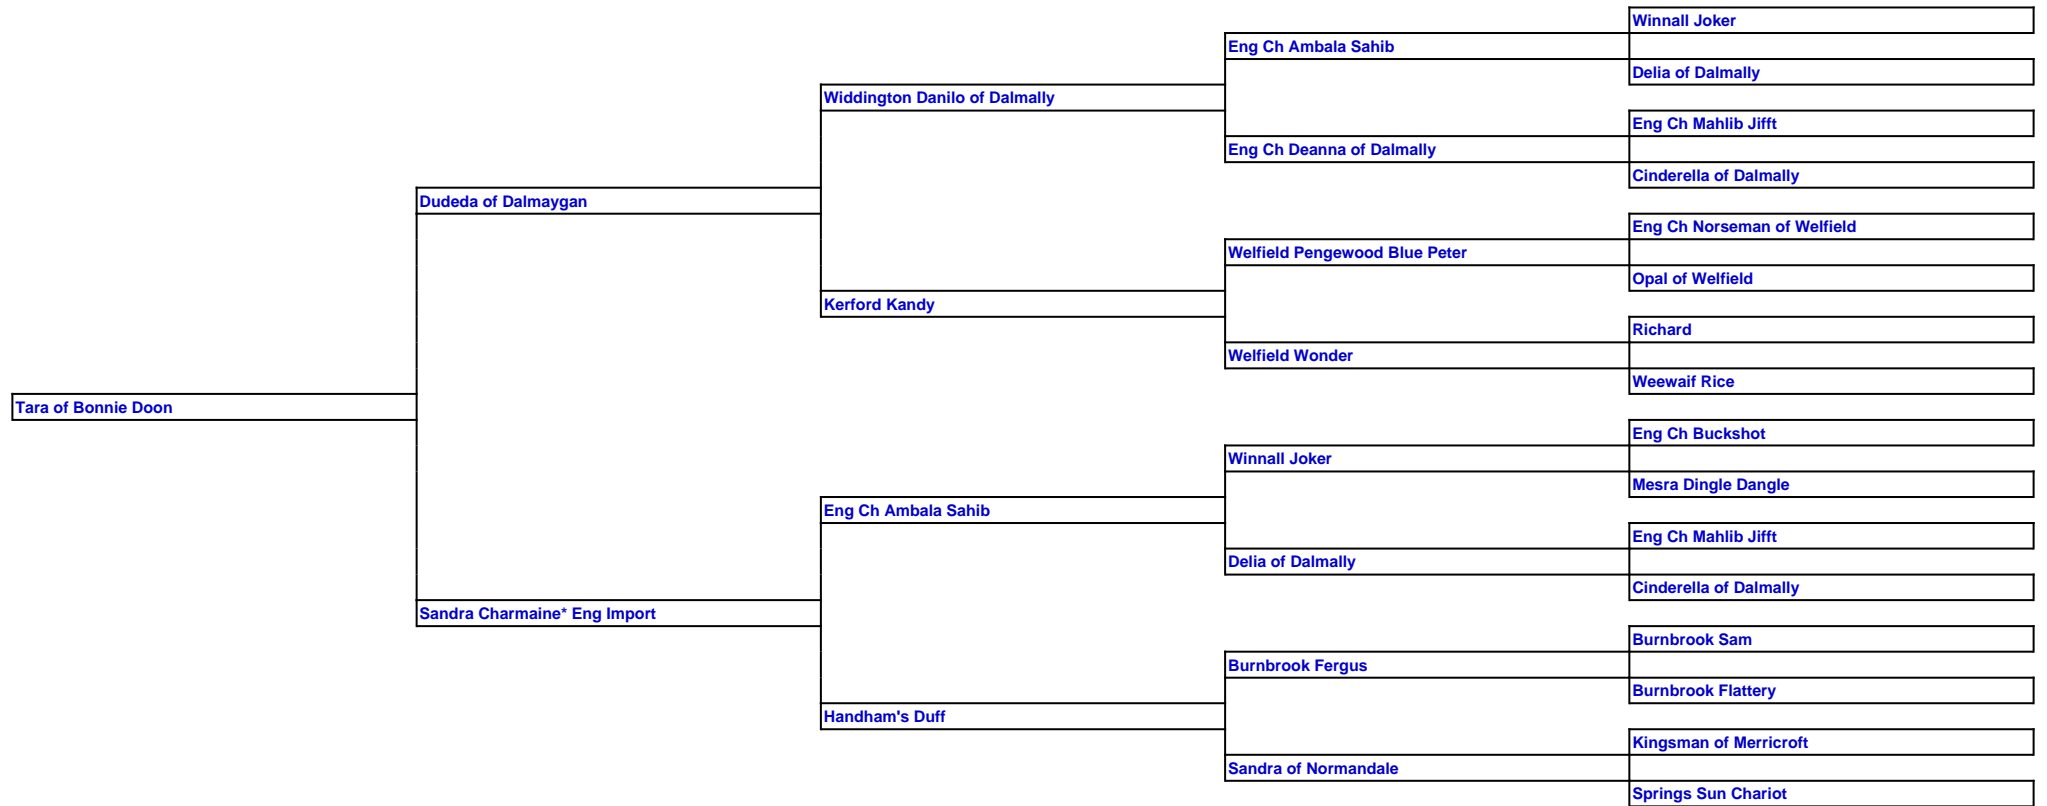 Winnall Joker
Eng Ch Ambala Sahib
Delia of Dalmally
Widdington Danilo of Dalmally
Eng Ch Mahlib Jifft
Eng Ch Deanna of Dalmally
Cinderella of Dalmally
Dudeda of Dalmaygan
Eng Ch Norseman of Welfield
Welfield Pengewood Blue Peter
Opal of Welfield
Kerford Kandy
Richard
Welfield Wonder
Weewaif Rice
Tara of Bonnie Doon
Eng Ch Buckshot
Winnall Joker
Mesra Dingle Dangle
Eng Ch Ambala Sahib
Eng Ch Mahlib Jifft
Delia of Dalmally
Cinderella of Dalmally
Sandra Charmaine* Eng Import
Burnbrook Sam
Burnbrook Fergus
Burnbrook Flattery
Handham's Duff
Kingsman of Merricroft
Sandra of Normandale
Springs Sun Chariot